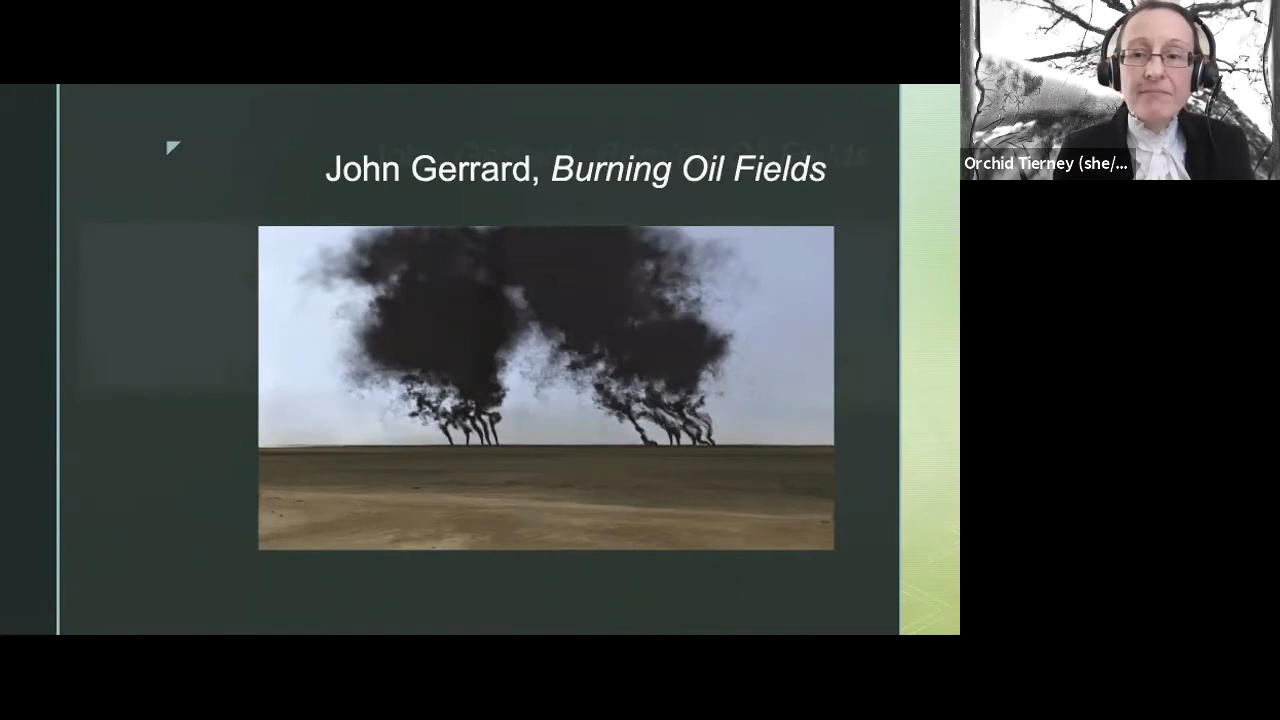 John Gerrard, Burning Oil Fields
Orchid Tierney (she/...